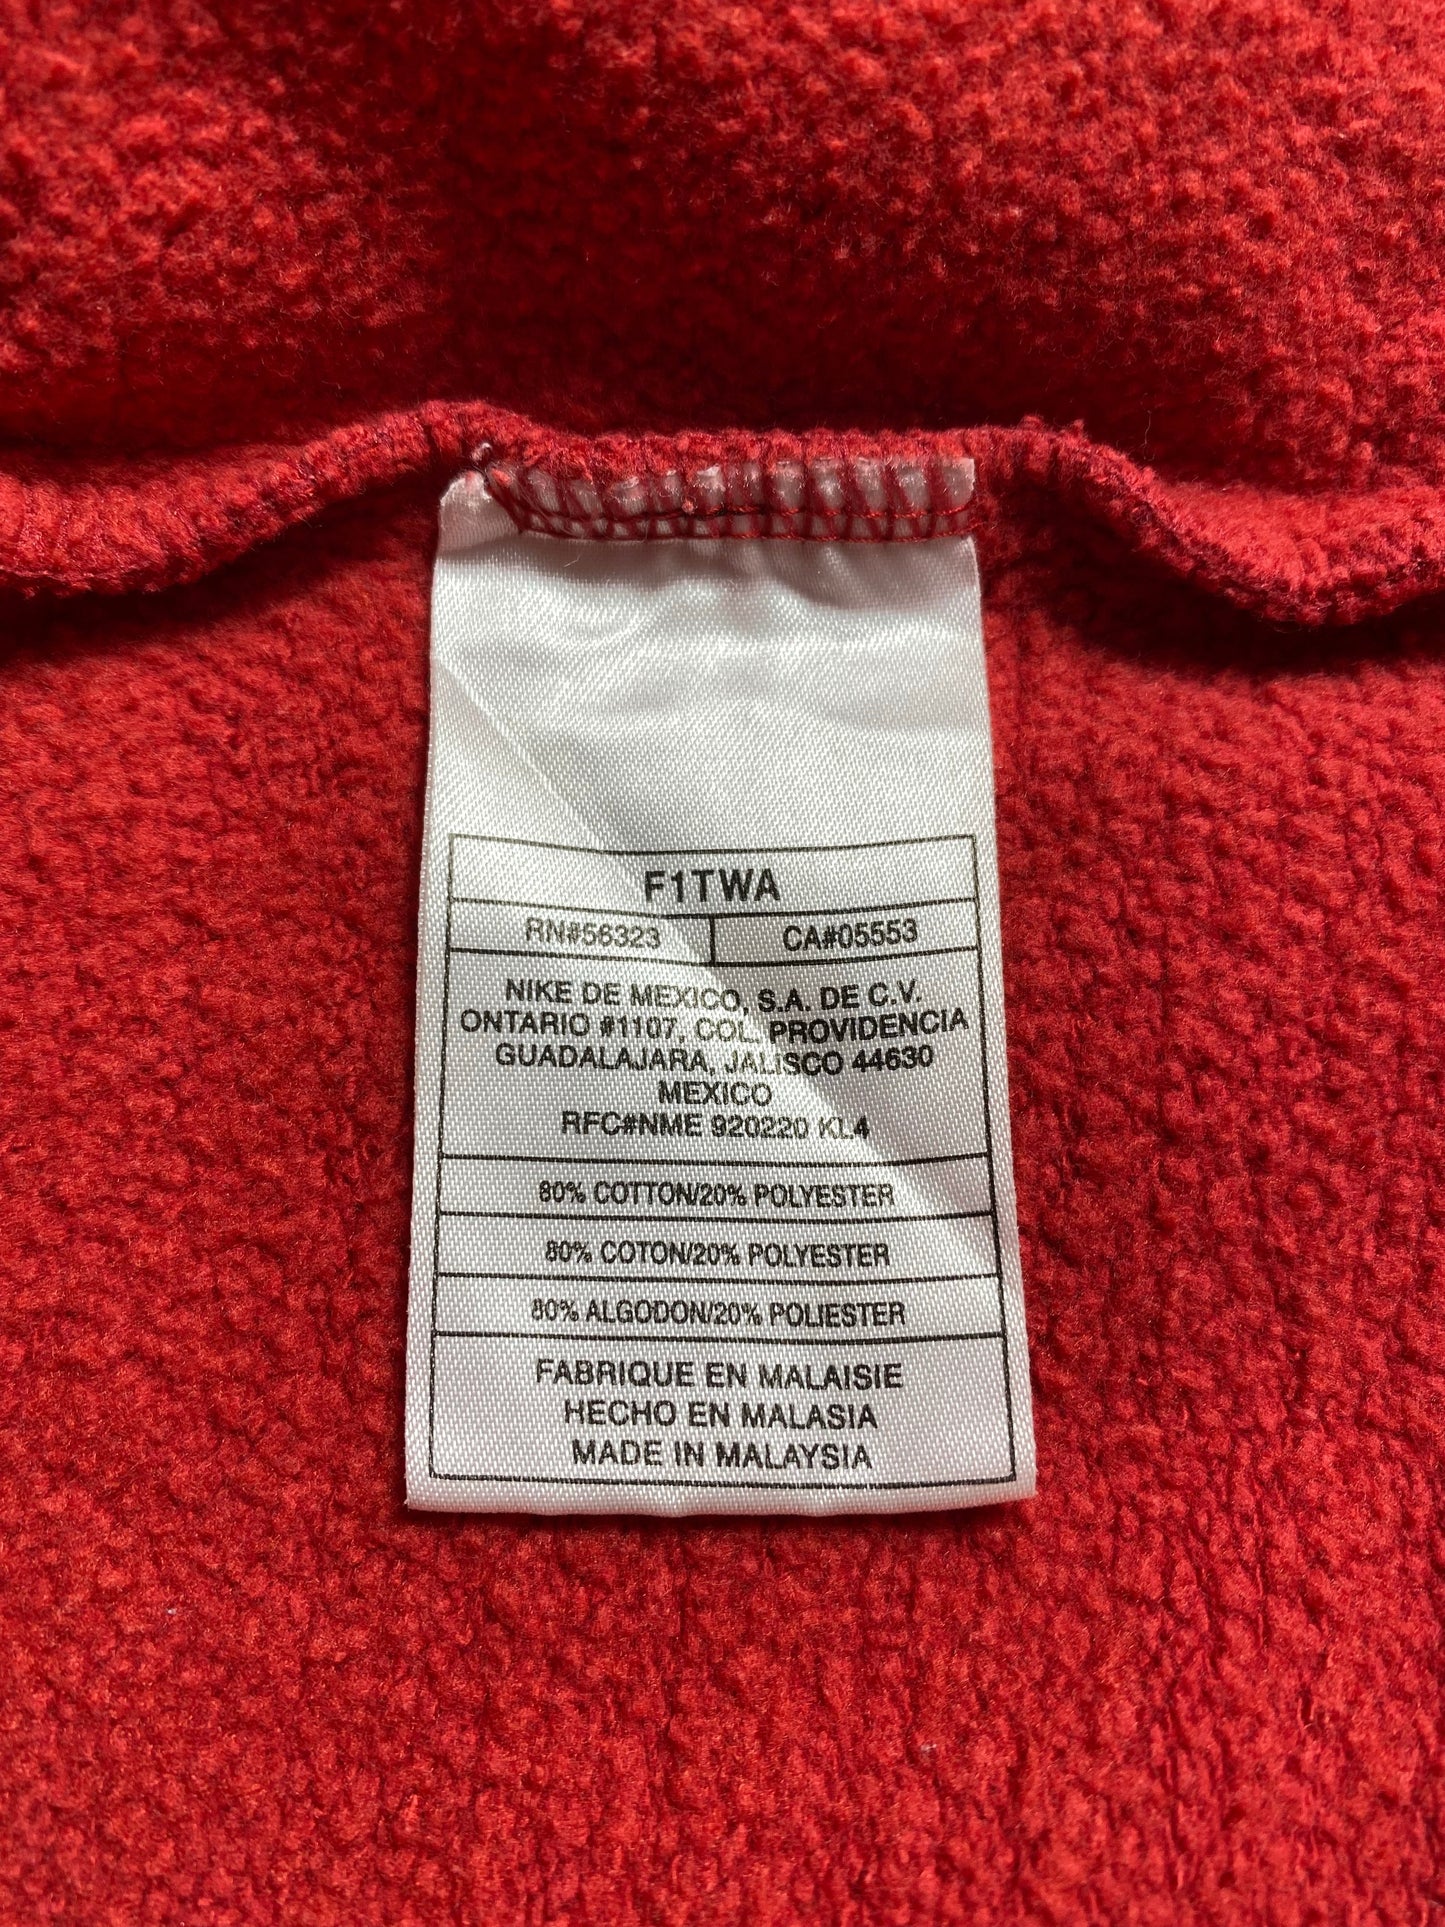 F1TWA
RN#56323 CA#05553
NIKE DE MEXICO, S.A. DE C.V.
ONTARIO #1107, COL. PROVIDENCIA
GUADALAJARA, JALISCO 44630
MEXICO
RFC#NME 920220 KL4
80% COTTON/20% POLYESTER
80% COTON/20% POLYESTER
80% ALGODON/20% POLIESTER
FABRIQUE EN MALAISIE
HECHO EN MALASIA
MADE IN MALAYSIA